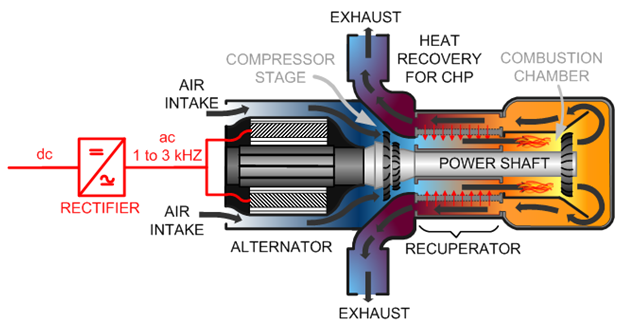 EXHAUST
COMPRESSOR
STAGE
HEAT
RECOVERY
FOR CHP
COMBUSTION
CHAMBER
AIR
INTAKE
dc
ac
1 to 3 kHZ
POWER SHAFT
RECTIFIER
AIR
INTAKE
ALTERNATOR
RECUPERATOR
EXHAUST